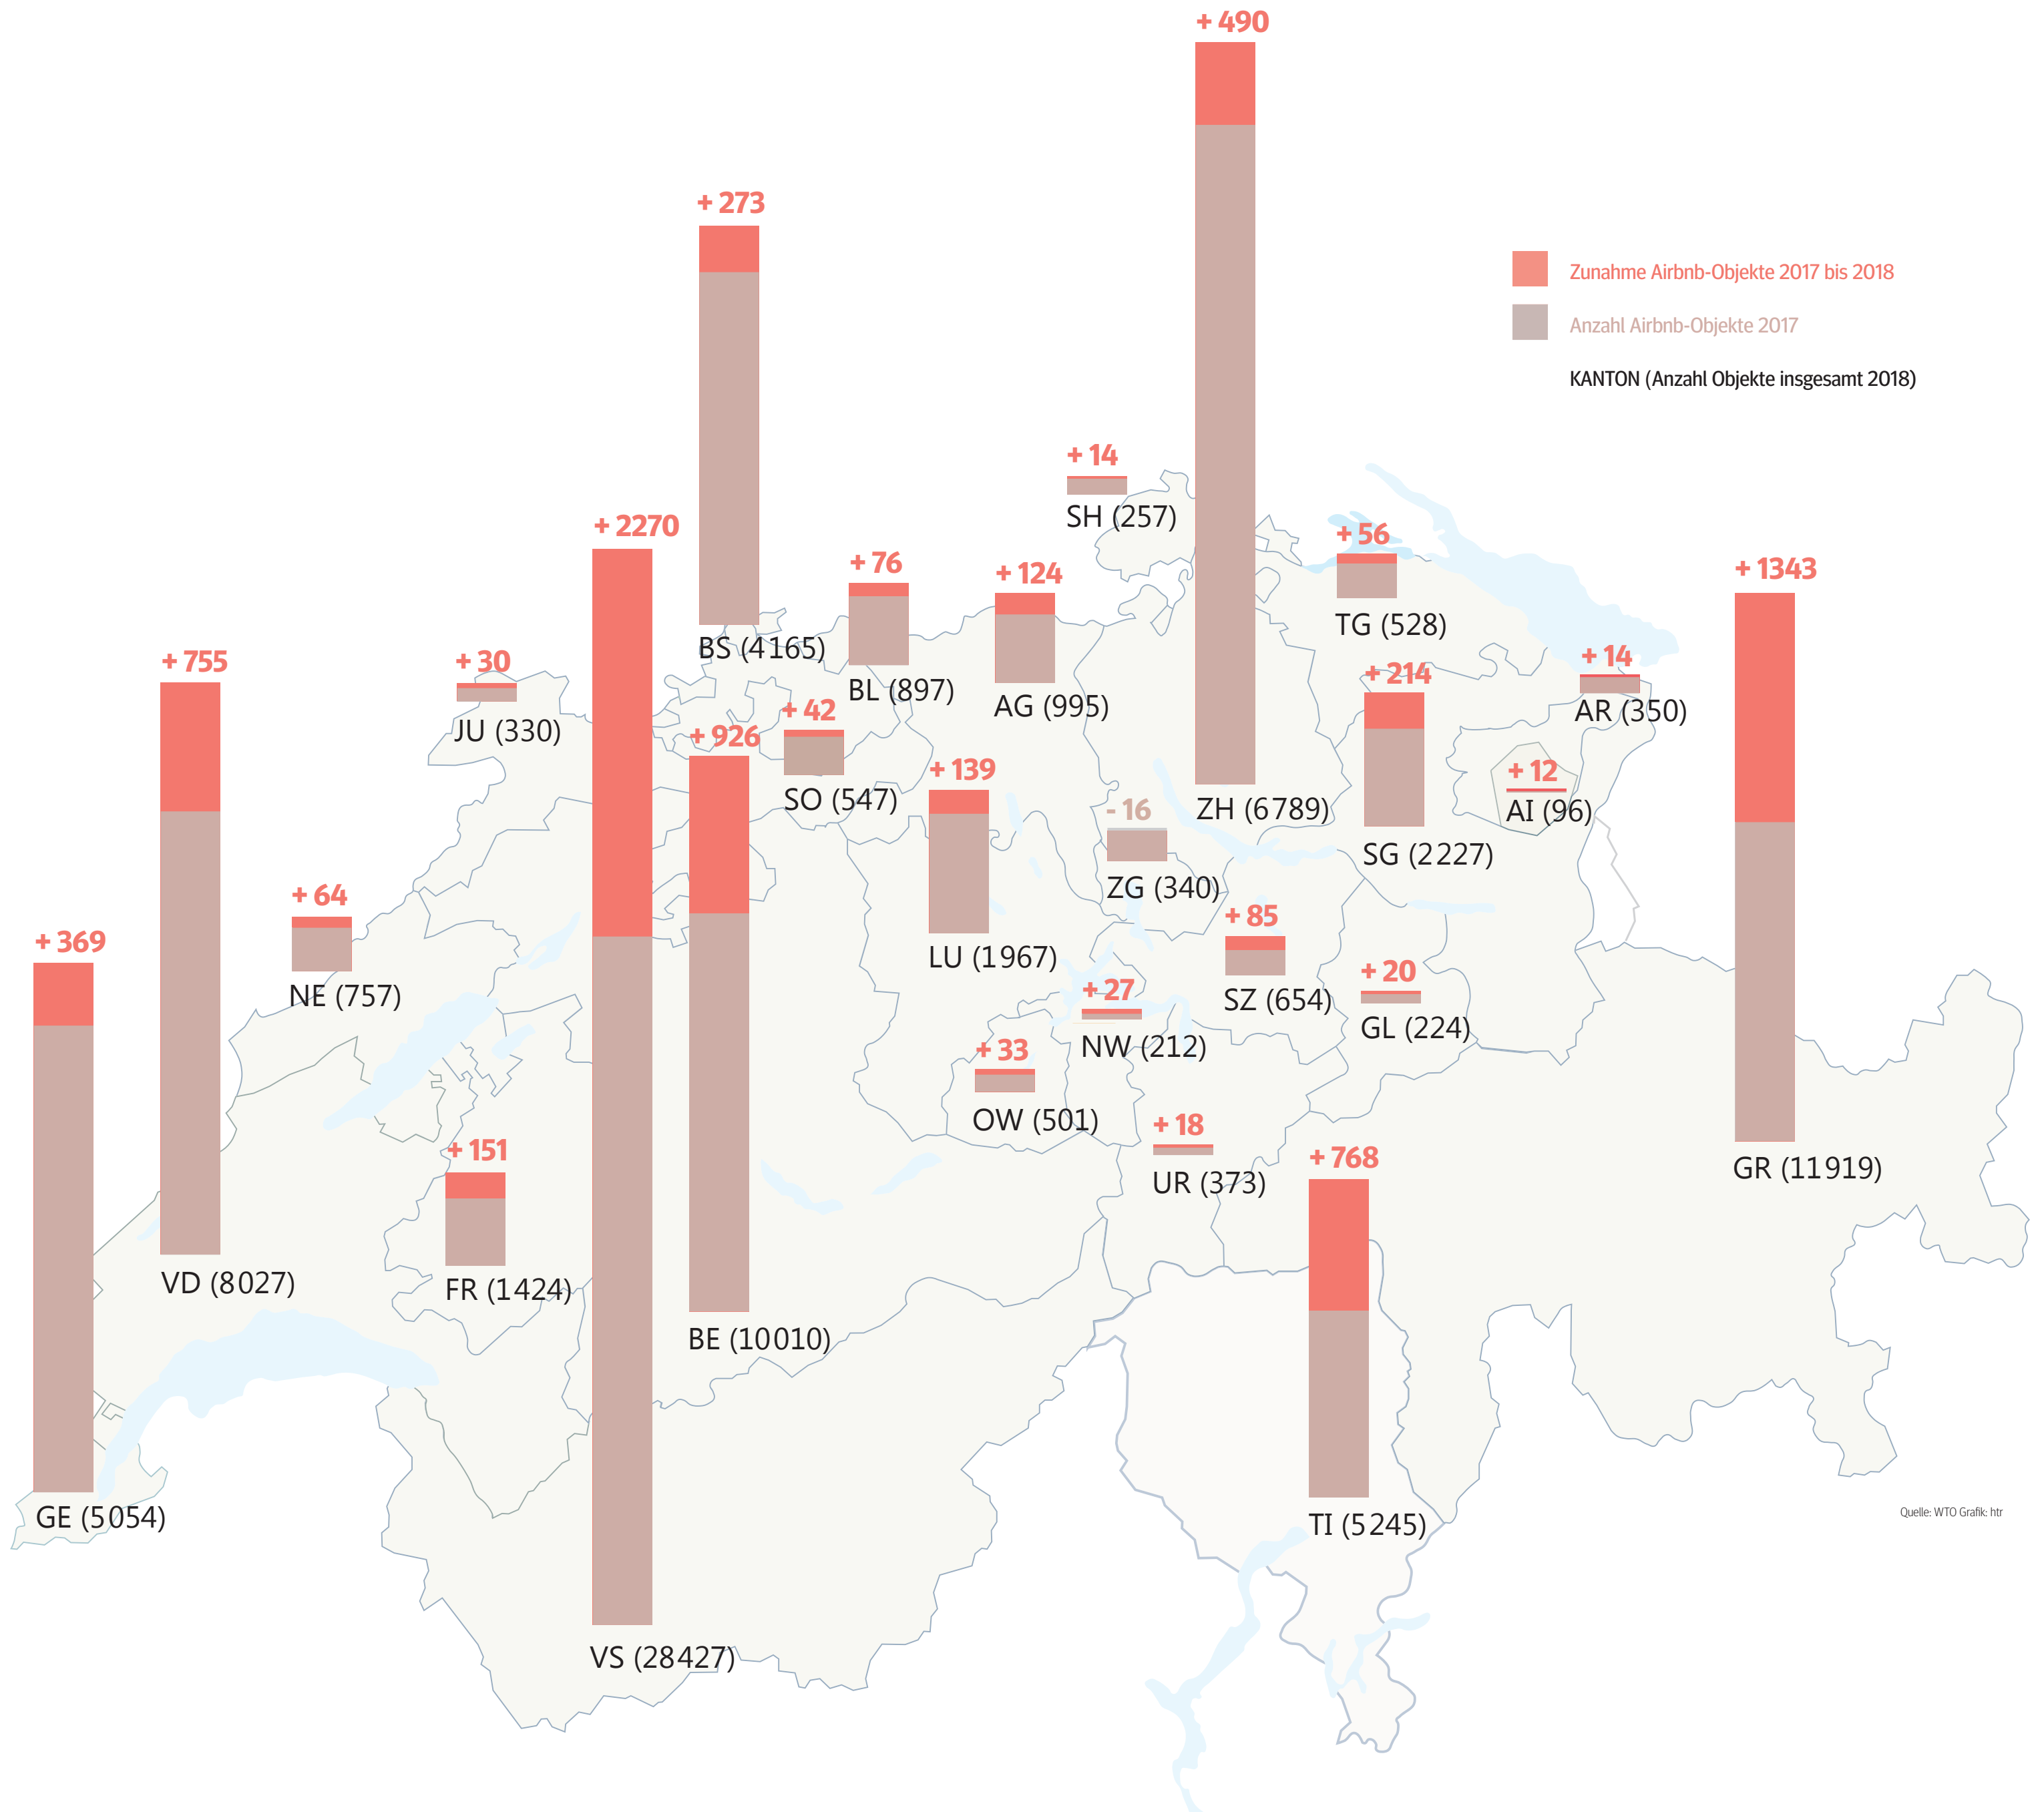 + 490
+ 273
Zunahme Airbnb-Objekte 2017 bis 2018
Anzahl Airbnb-Objekte 2017
KANTON (Anzahl Objekte insgesamt 2018)
+ 14
SH (257)
+ 2270
+ 56
TG (528)
+ 76
BL (897)
+ 124
AG (995)
+ 1343
BS (4165)
+ 755
+ 30
JU (330)
+ 14
AR (350)
+ 214
+ 42
SO (547)
+ 926
+ 139
+ 12
AI (96)
- 16
ZG (340)
ZH (6789)
SG (2227)
+ 64
NE (757)
+ 369
LU (1967)
+ 85
SZ (654)
+ 20
GL (224)
+ 27
NW (212)
+ 33
OW (501)
+ 18
UR (373)
+ 151
FR (1424)
+ 768
GR (11919)
VD (8027)
BE (10010)
GE (5054)
TI (5245)
Quelle: WTO Grafik: htr
VS (28427)